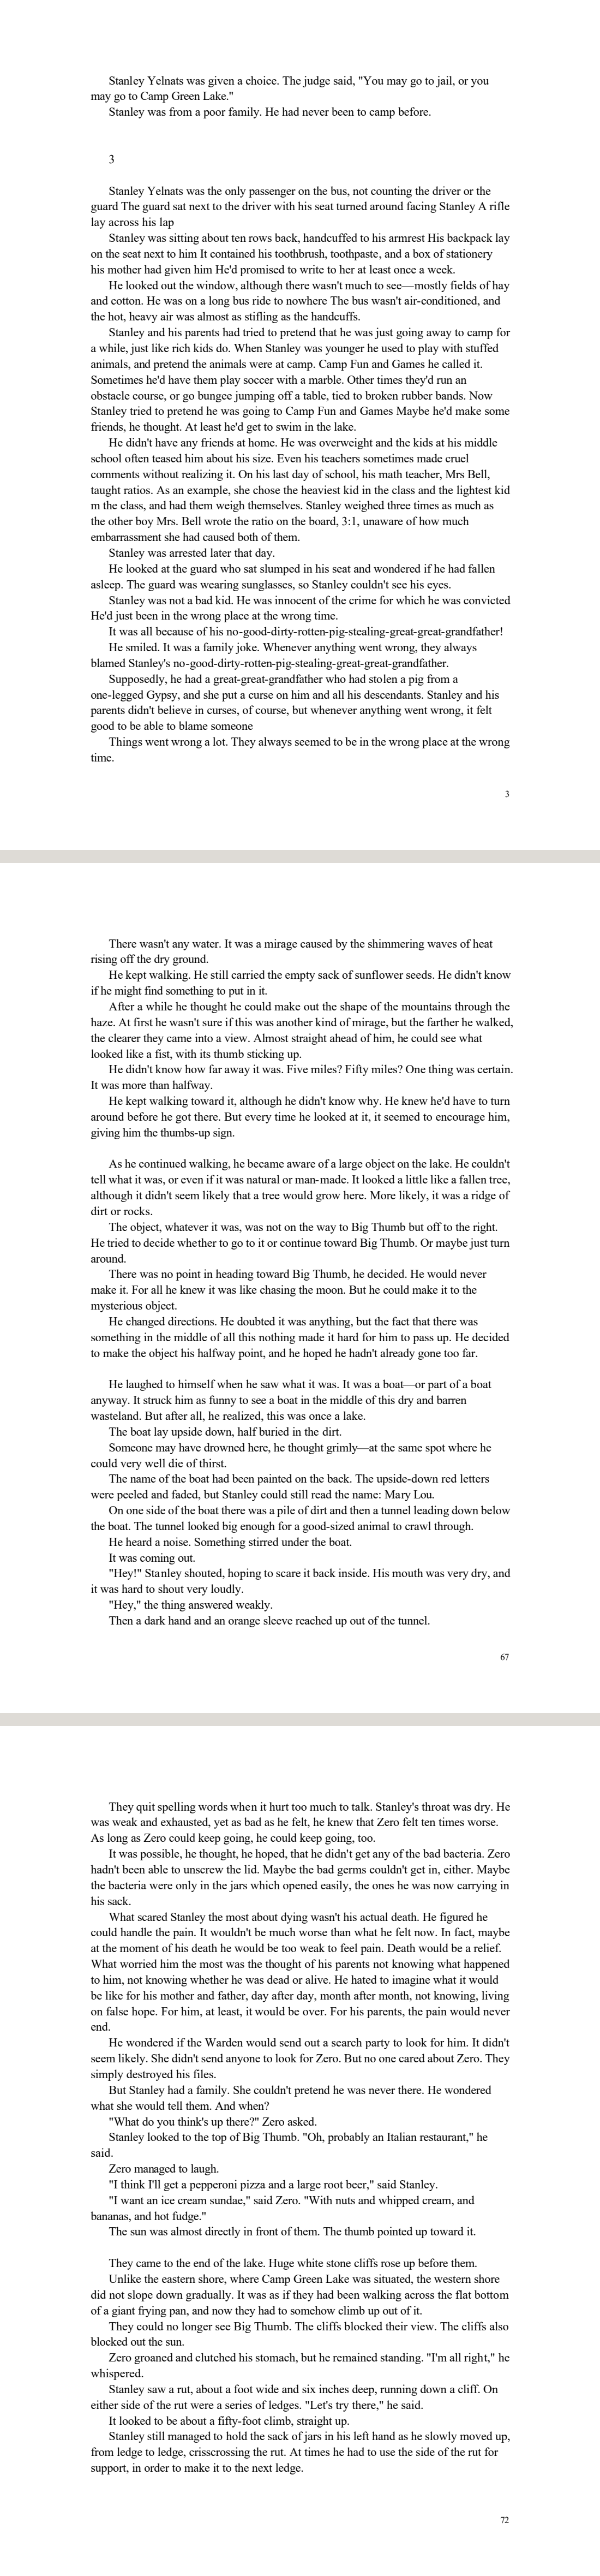 Stanley Yelnats was given a choice. The judge said, "You may go to jail, or you
may go to Camp Green Lake."
Stanley was from a poor family. He had never been to camp before.
3
Stanley Yelnats was the only passenger on the bus, not counting the driver or the
guard The guard sat next to the driver with his seat turned around facing Stanley A rifle
lay across his lap
Stanley was sitting about ten rows back, handcuffed to his armrest His backpack lay
on the seat next to him It contained his toothbrush, toothpaste, and a box of stationery
his mother had given him He'd promised to write to her at least once a week.
He looked out the window, although there wasn't much to see—mostly fields of hay
and cotton. He was on a long bus ride to nowhere The bus wasn't air-conditioned, and
the hot, heavy air was almost as stifling as the handcuffs.
Stanley and his parents had tried to pretend that he was just going away to camp for
a while, just like rich kids do. When Stanley was younger he used to play with stuffed
animals, and pretend the animals were at camp. Camp Fun and Games he called it.
Sometimes he'd have them play soccer with a marble. Other times they'd run an
obstacle course, or go bungee jumping off a table, tied to broken rubber bands. Now
Stanley tried to pretend he was going to Camp Fun and Games Maybe he'd make some
friends, he thought. At least he'd get to swim in the lake.
He didn't have any friends at home. He was overweight and the kids at his middle
school often teased him about his size. Even his teachers sometimes made cruel
comments without realizing it. On his last day of school, his math teacher, Mrs Bell,
taught ratios. As an example, she chose the heaviest kid in the class and the lightest kid
m the class, and had them weigh themselves. Stanley weighed three times as much as
the other boy Mrs. Bell wrote the ratio on the board, 3:1, unaware of how much
embarrassment she had caused both of them.
Stanley was arrested later that day.
He looked at the guard who sat slumped in his seat and wondered if he had fallen
asleep. The guard was wearing sunglasses, so Stanley couldn't see his eyes.
Stanley was not a bad kid. He was innocent of the crime for which he was convicted
He'd just been in the wrong place at the wrong time.
It was all because of his no-good-dirty-rotten-pig-stealing-great-great-grandfather!
He smiled. It was a family joke. Whenever anything went wrong, they always
blamed Stanley's no-good-dirty-rotten-pig-stealing-great-great-grandfather.
Supposedly, he had a great-great-grandfather who had stolen a pig from a
one-legged Gypsy, and she put a curse on him and all his descendants. Stanley and his
parents didn't believe in curses, of course, but whenever anything went wrong, it felt
good to be able to blame someone
Things went wrong a lot. They always seemed to be in the wrong place at the wrong
time.
3
There wasn't any water. It was a mirage caused by the shimmering waves of heat
rising off the dry ground.
He kept walking. He still carried the empty sack of sunflower seeds. He didn't know
if he might find something to put in it.
After a while he thought he could make out the shape of the mountains through the
haze. At first he wasn't sure if this was another kind of mirage, but the farther he walked,
the clearer they came into a view. Almost straight ahead of him, he could see what
looked like a fist, with its thumb sticking up.
He didn't know how far away it was. Five miles? Fifty miles? One thing was certain.
It was more than halfway.
He kept walking toward it, although he didn't know why. He knew he'd have to turn
around before he got there. But every time he looked at it, it seemed to encourage him,
giving him the thumbs-up sign.
As he continued walking, he became aware of a large object on the lake. He couldn't
tell what it was, or even if it was natural or man-made. It looked a little like a fallen tree,
although it didn't seem likely that a tree would grow here. More likely, it was a ridge of
dirt or rocks.
The object, whatever it was, was not on the way to Big Thumb but off to the right.
He tried to decide whether to go to it or continue toward Big Thumb. Or maybe just turn
around.
There was no point in heading toward Big Thumb, he decided. He would never
make it. For all he knew it was like chasing the moon. But he could make it to the
mysterious object.
He changed directions. He doubted it was anything, but the fact that there was
something in the middle of all this nothing made it hard for him to pass up. He decided
to make the object his halfway point, and he hoped he hadn't already gone too far.
He laughed to himself when he saw what it was. It was a boat—or part of a boat
anyway. It struck him as funny to see a boat in the middle of this dry and barren
wasteland. But after all, he realized, this was once a lake.
The boat lay upside down, half buried in the dirt.
Someone may have drowned here, he thought grimly—at the same spot where he
could very well die of thirst.
The name of the boat had been painted on the back. The upside-down red letters
were peeled and faded, but Stanley could still read the name: Mary Lou.
On one side of the boat there was a pile of dirt and then a tunnel leading down below
the boat. The tunnel looked big enough for a good-sized animal to crawl through.
He heard a noise. Something stirred under the boat.
It was coming out.
"Hey!" Stanley shouted, hoping to scare it back inside. His mouth was very dry, and
it was hard to shout very loudly.
"Hey," the thing answered weakly.
Then a dark hand and an orange sleeve reached up out of the tunnel.
67
They quit spelling words when it hurt too much to talk. Stanley's throat was dry. He
was weak and exhausted, yet as bad as he felt, he knew that Zero felt ten times worse.
As long as Zero could keep going, he could keep going, too.
It was possible, he thought, he hoped, that he didn't get any of the bad bacteria. Zero
hadn't been able to unscrew the lid. Maybe the bad germs couldn't get in, either. Maybe
the bacteria were only in the jars which opened easily, the ones he was now carrying in
his sack.
What scared Stanley the most about dying wasn't his actual death. He figured he
could handle the pain. It wouldn't be much worse than what he felt now. In fact, maybe
at the moment of his death he would be too weak to feel pain. Death would be a relief.
What worried him the most was the thought of his parents not knowing what happened
to him, not knowing whether he was dead or alive. He hated to imagine what it would
be like for his mother and father, day after day, month after month, not knowing, living
on false hope. For him, at least, it would be over. For his parents, the pain would never
end.
He wondered if the Warden would send out a search party to look for him. It didn't
seem likely. She didn't send anyone to look for Zero. But no one cared about Zero. They
simply destroyed his files.
But Stanley had a family. She couldn't pretend he was never there. He wondered
what she would tell them. And when?
"What do you think's up there?" Zero asked.
Stanley looked to the top of Big Thumb. "Oh, probably an Italian restaurant," he
said.
Zero managed to laugh.
"I think I'll get a pepperoni pizza and a large root beer," said Stanley.
"I want an ice cream sundae," said Zero. "With nuts and whipped cream, and
bananas, and hot fudge."
The sun was almost directly in front of them. The thumb pointed up toward it.
They came to the end of the lake. Huge white stone cliffs rose up before them.
Unlike the eastern shore, where Camp Green Lake was situated, the western shore
did not slope down gradually. It was as if they had been walking across the flat bottom
of a giant frying pan, and now they had to somehow climb up out of it.
They could no longer see Big Thumb. The cliffs blocked their view. The cliffs also
blocked out the sun.
Zero groaned and clutched his stomach, but he remained standing. "I'm all right," he
whispered.
Stanley saw a rut, about a foot wide and six inches deep, running down a cliff. On
either side of the rut were a series of ledges. "Let's try there," he said.
It looked to be about a fifty-foot climb, straight up.
Stanley still managed to hold the sack of jars in his left hand as he slowly moved up,
from ledge to ledge, crisscrossing the rut. At times he had to use the side of the rut for
support, in order to make it to the next ledge.
72